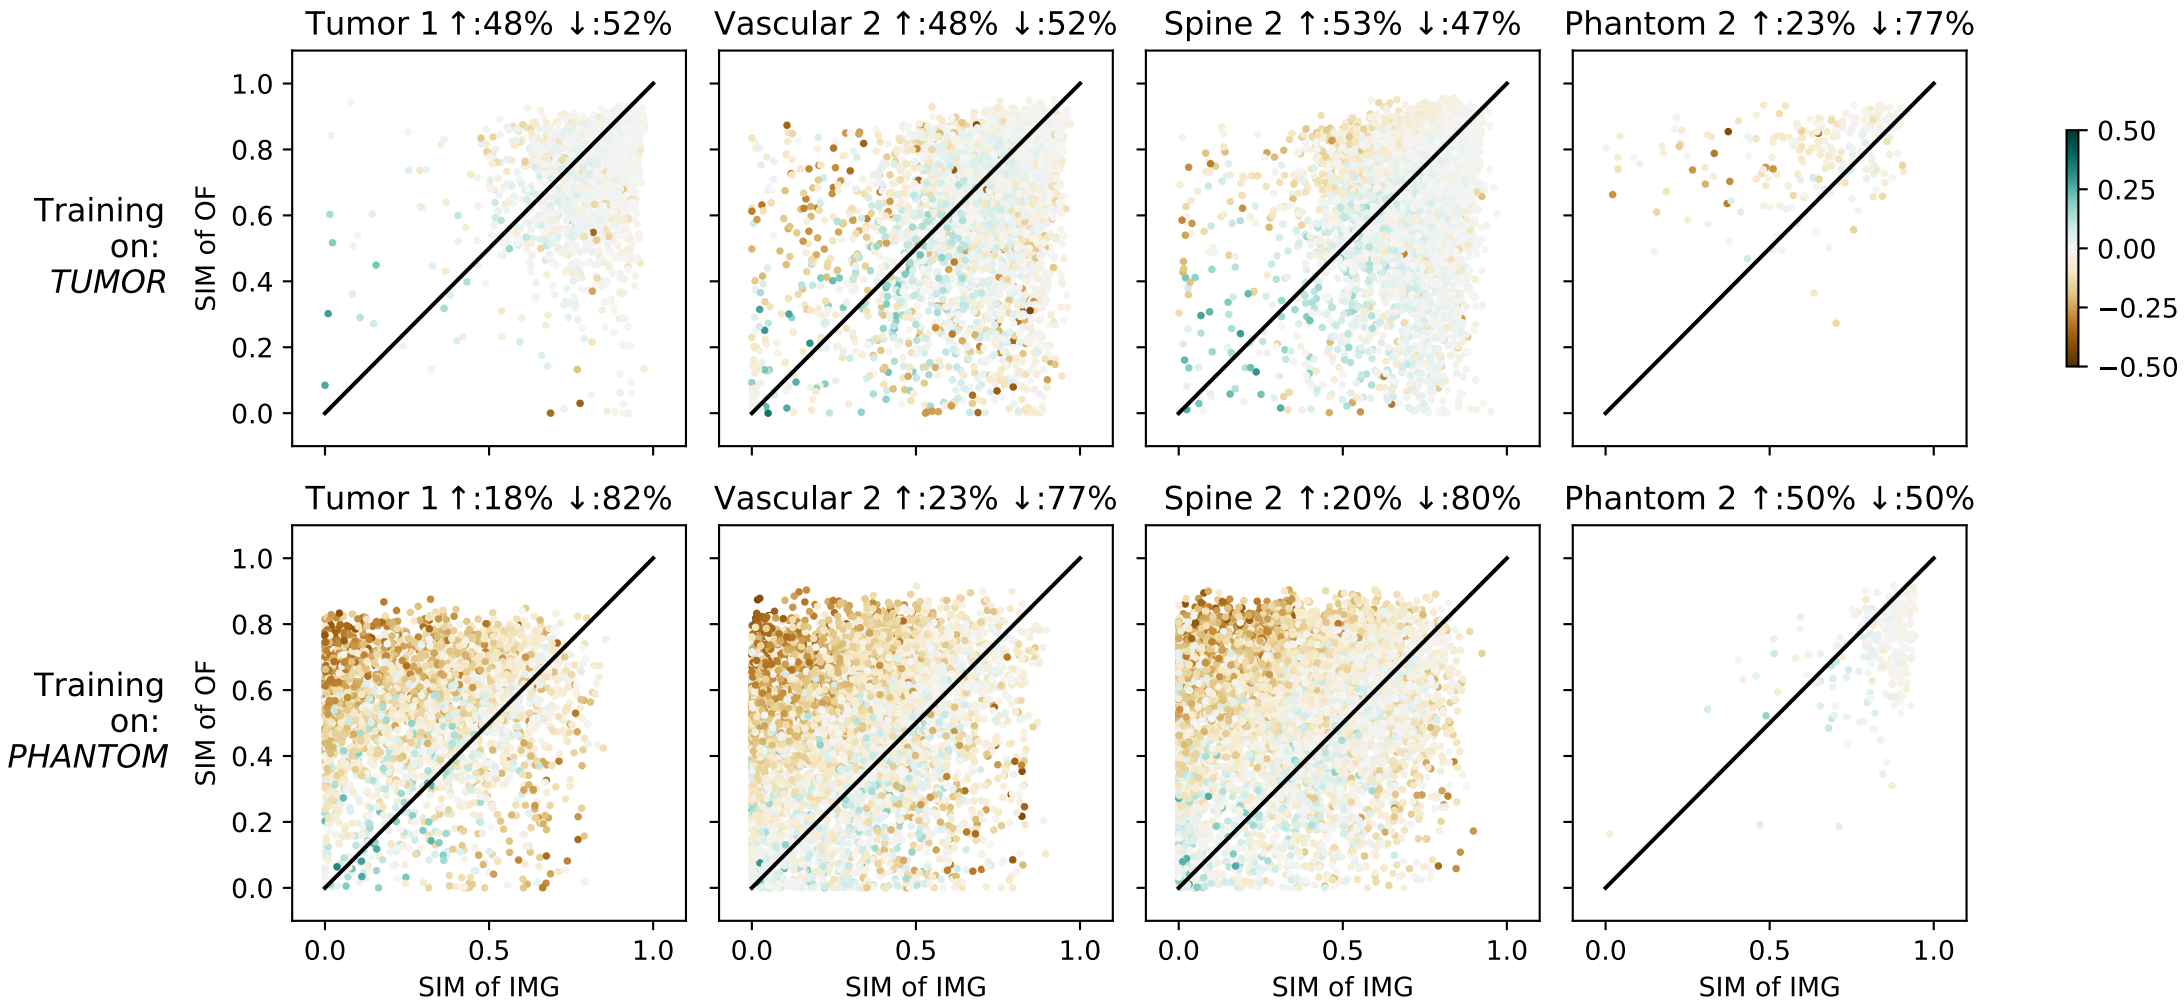 Tumor 1 ↑:48% ↓:52%
Vascular 2 ↑:48% ↓:52%
Spine 2 ↑:53% ↓:47%
Phantom 2 ↑:23% ↓:77%
Training
on:
TUMOR
SIM of OF
1.0
0.8
0.6
0.4
0.2
0.0
0.50
0.25
0.00
−0.25
−0.50
Tumor 1 ↑:18% ↓:82%
Vascular 2 ↑:23% ↓:77%
Spine 2 ↑:20% ↓:80%
Phantom 2 ↑:50% ↓:50%
Training
on:
PHANTOM
SIM of OF
1.0
0.8
0.6
0.4
0.2
0.0
0.0 0.5 1.0
0.0 0.5 1.0
0.0 0.5 1.0
0.0 0.5 1.0
SIM of IMG
SIM of IMG
SIM of IMG
SIM of IMG